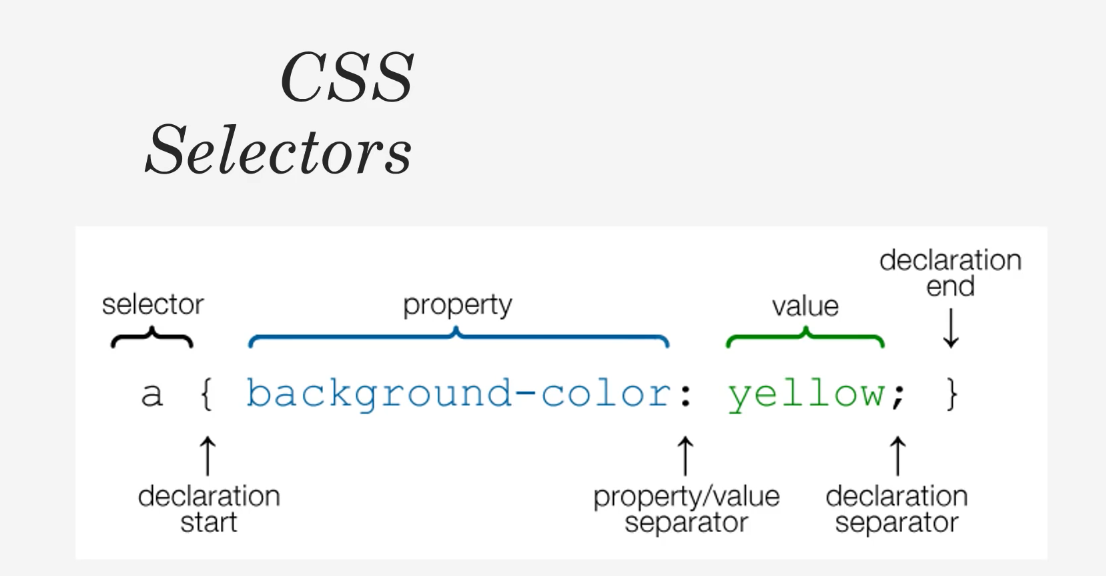 CSS
Selectors
declaration
end
selector
property
value
a { background-color: yellow; }
declaration
start
property/value
separator
declaration
separator